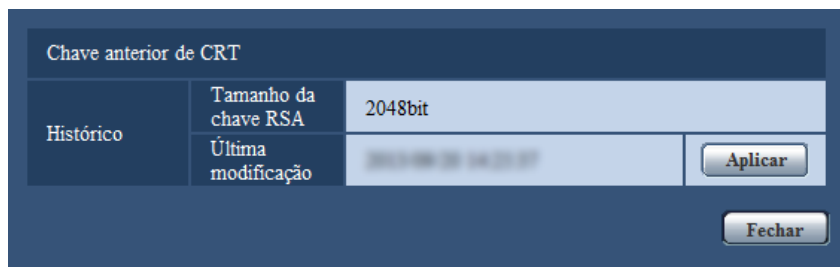 Chave anterior de CRT
Histórico
Tamanho da
chave RSA
2048bit
Última
modificação
Aplicar
Fechar